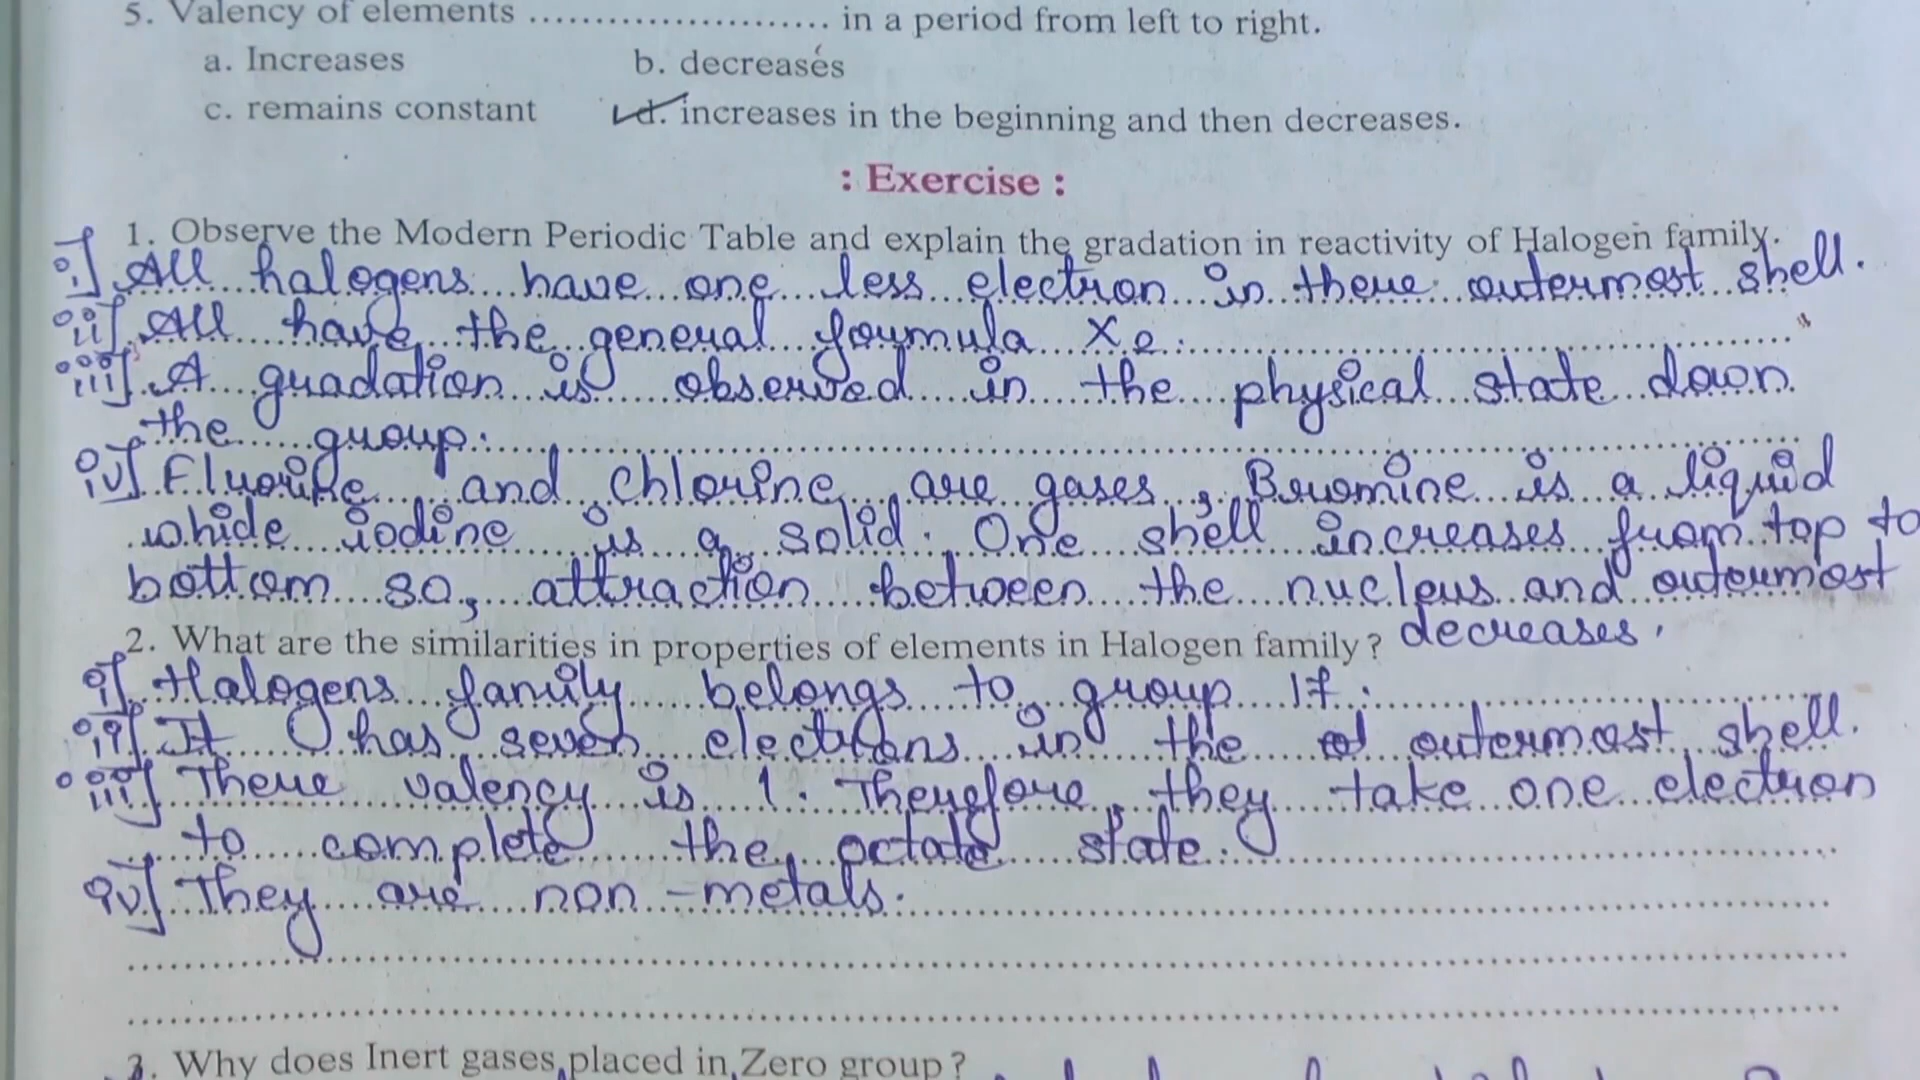 5. Valency of elements .............................. in a period from left to right.
a. Increases b. decreases
c. remains constant d. increases in the beginning and then decreases.
: Exercise :
1. Observe the Modern Periodic Table and explain the gradation in reactivity of Halogen family.
i] All halogens have one less electron in there outermost shell.
ii] All have the general formula X2.
iii] A gradation is observed in the physical state down
the group.
iv] Fluorine and chlorine are gases, Bromine is a liquid
while iodine is a solid. One shell increases from top to
bottom so, attraction between the nucleus and outermost
decreases.
2. What are the similarities in properties of elements in Halogen family?
i] Halogens family belongs to group 17.
ii] It has seven electrons in the outermost shell.
iii] There valency is 1. Therefore, they take one electron
to complete the octate state.
iv] They are non-metals.
3. Why does Inert gases placed in Zero group?